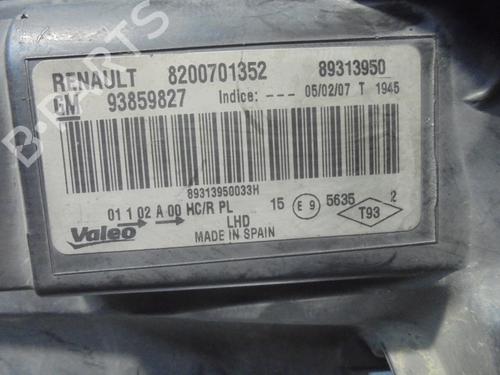 RENAULT 8200701352 89313950
GM 93859827 Indice: --- 05/02/07 T 1945
89313950033H
01 1 02 A 00 HC/R PL 15 E 9 5635 2
T93
Valeo LHD
MADE IN SPAIN
B-PARTS